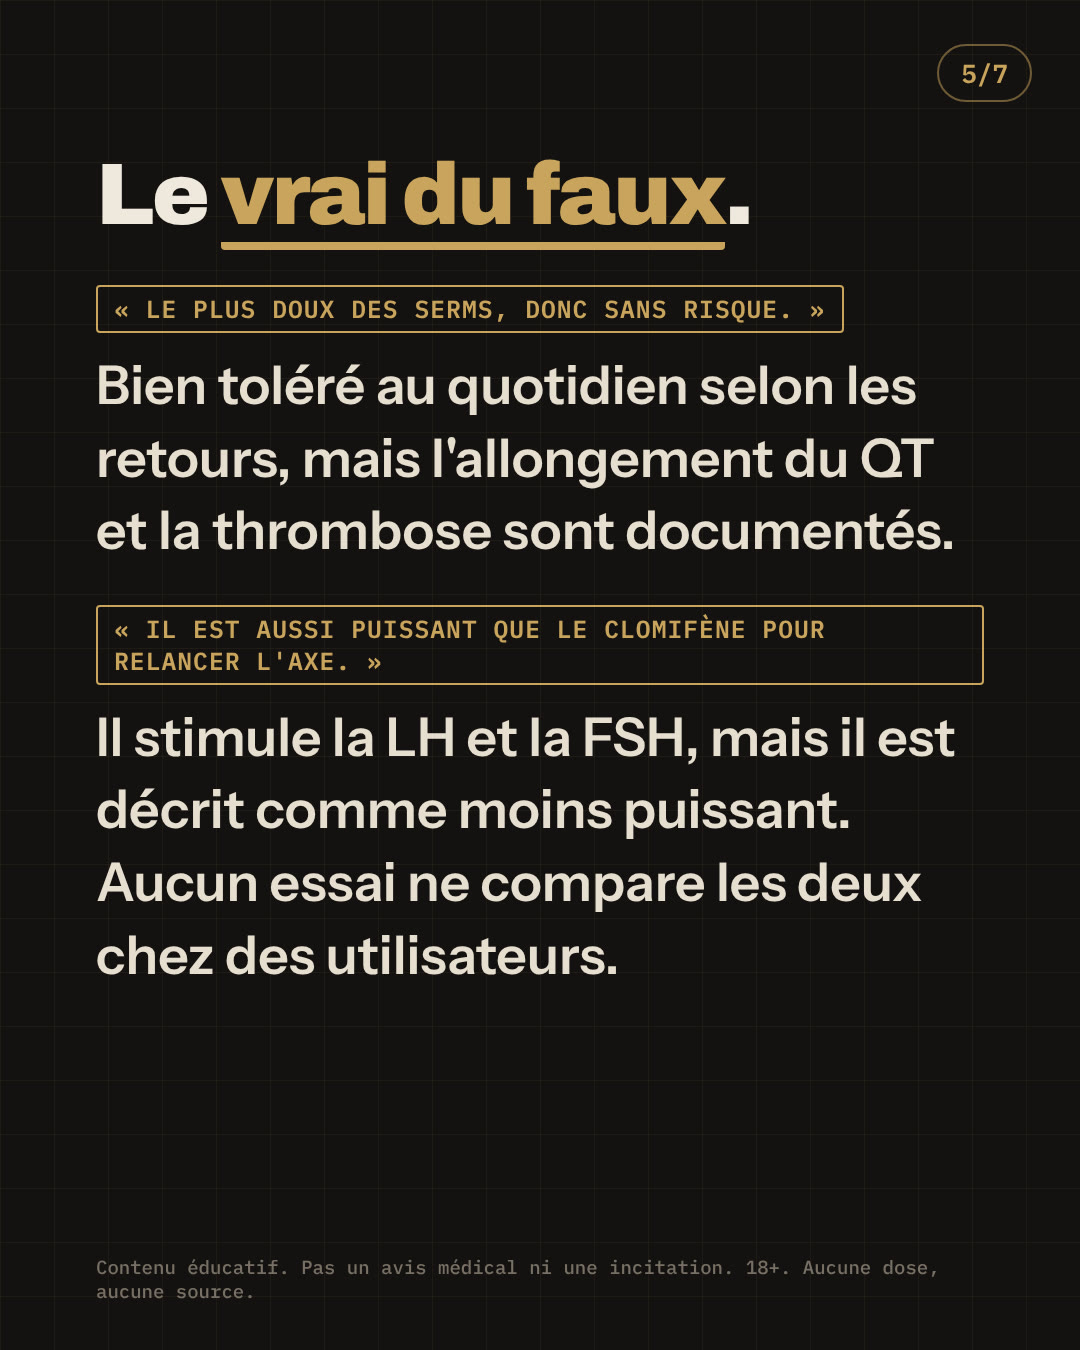 5/7
Le vrai du faux.
« LE PLUS DOUX DES SERMS, DONC SANS RISQUE. »
Bien toléré au quotidien selon les
retours, mais l'allongement du QT
et la thrombose sont documentés.
« IL EST AUSSI PUISSANT QUE LE CLOMIFÈNE POUR
RELANCER L'AXE. »
Il stimule la LH et la FSH, mais il est
décrit comme moins puissant.
Aucun essai ne compare les deux
chez des utilisateurs.
Contenu éducatif. Pas un avis médical ni une incitation. 18+. Aucune dose,
aucune source.